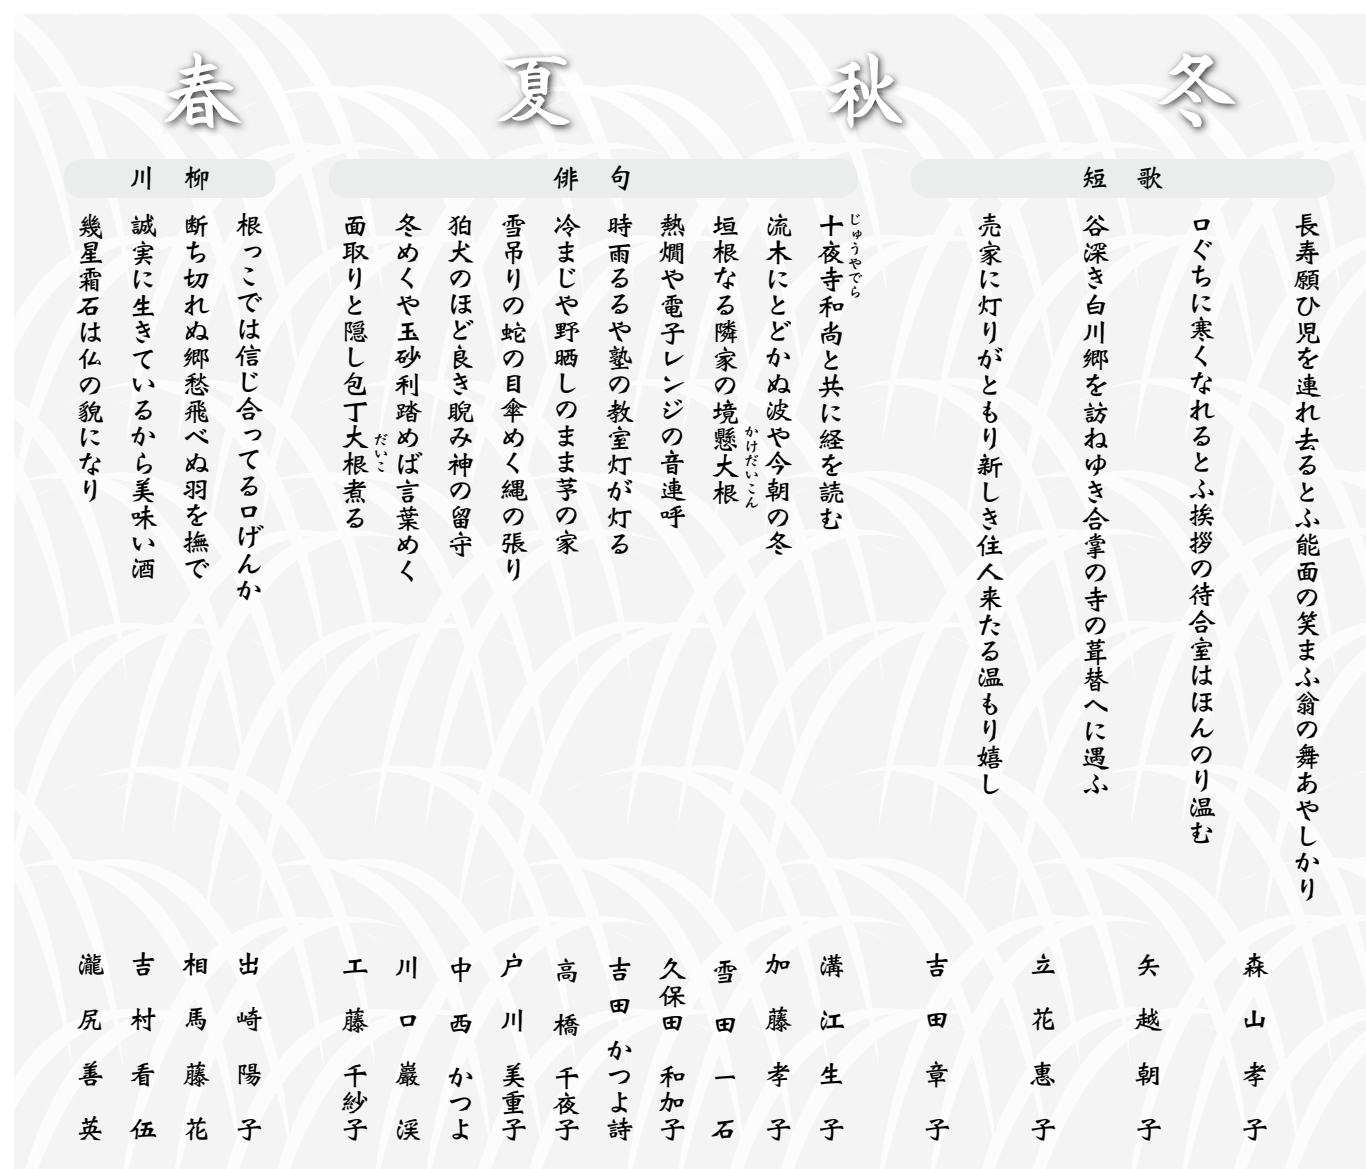 春 夏 秋 冬
短歌
長寿願ひ児を連れ去るとふ能面の笑まふ翁の舞あやしかり
森山孝子
口ぐちに寒くなれるとふ挨拶の待合室はほんのり温む
矢越朝子
谷深き白川郷を訪ねゆき合掌の寺の葺替へに遇ふ
立花惠子
売家に灯りがともり新しき住人来たる温もり嬉し
吉田章子
俳句
じゅうやでら
十夜寺和尚と共に経を読む
溝江生子
流木にとどかぬ波や今朝の冬
加藤孝子
かけだいこん
垣根なる隣家の境懸大根
雪田一石
熱燗や電子レンジの音連呼
久保田和加子
時雨るるや塾の教室灯が灯る
吉田かつよ詩
冷まじや野晒しのまま茅の家
高橋千夜子
雪吊りの蛇の目傘めく縄の張り
戸川美重子
狛犬のほど良き睨み神の留守
中西かつよ
冬めくや玉砂利踏めば言葉めく
川口巖渓
だいこ
面取りと隠し包丁大根煮る
工藤千紗子
川柳
根っこでは信じ合ってる口げんか
出崎陽子
断ち切れぬ郷愁飛べぬ羽を撫で
相馬藤花
誠実に生きているから美味い酒
吉村看伍
幾星霜石は仏の貌になり
瀧尻善英